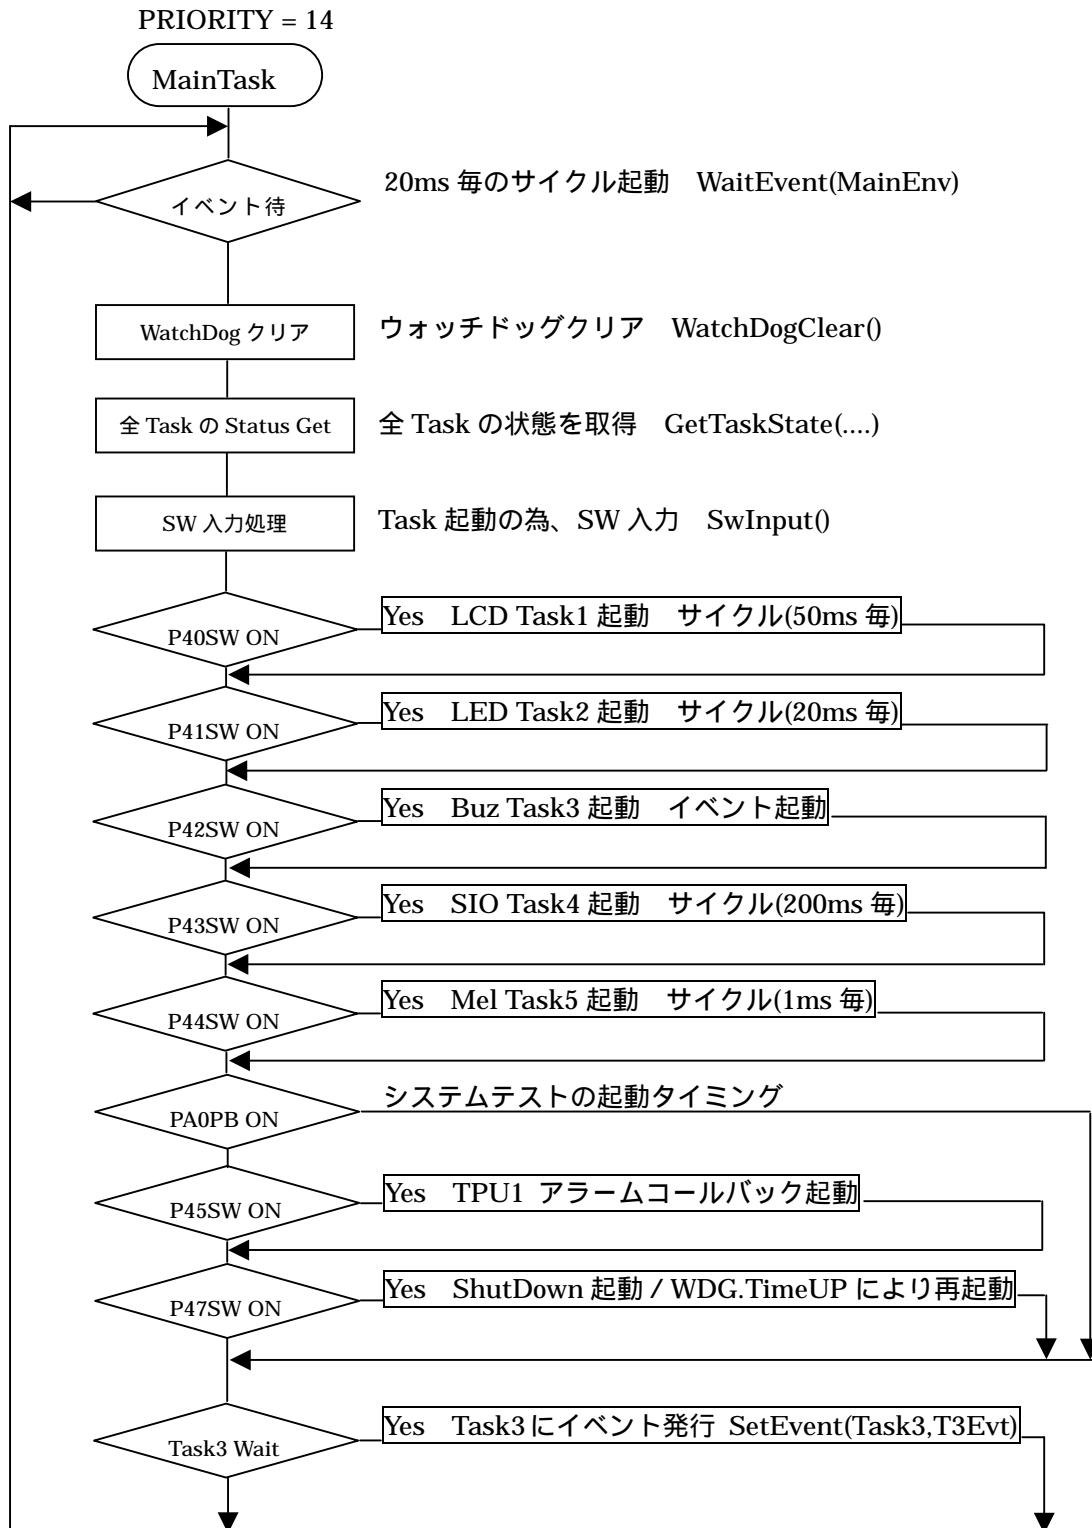 PRIORITY = 14
MainTask
イベント待
20ms 毎のサイクル起動　WaitEvent(MainEnv)
WatchDog クリア
ウォッチドッグクリア　WatchDogClear()
全 Task の Status Get
全 Task の状態を取得　GetTaskState(....)
SW 入力処理
Task 起動の為、SW 入力　SwInput()
P40SW ON
Yes　LCD Task1 起動　サイクル(50ms 毎)
P41SW ON
Yes　LED Task2 起動　サイクル(20ms 毎)
P42SW ON
Yes　Buz Task3 起動　イベント起動
P43SW ON
Yes　SIO Task4 起動　サイクル(200ms 毎)
P44SW ON
Yes　Mel Task5 起動　サイクル(1ms 毎)
PA0PB ON
システムテストの起動タイミング
P45SW ON
Yes　TPU1 アラームコールバック起動
P47SW ON
Yes　ShutDown 起動 / WDG.TimeUP により再起動
Task3 Wait
Yes　Task3にイベント発行 SetEvent(Task3,T3Evt)